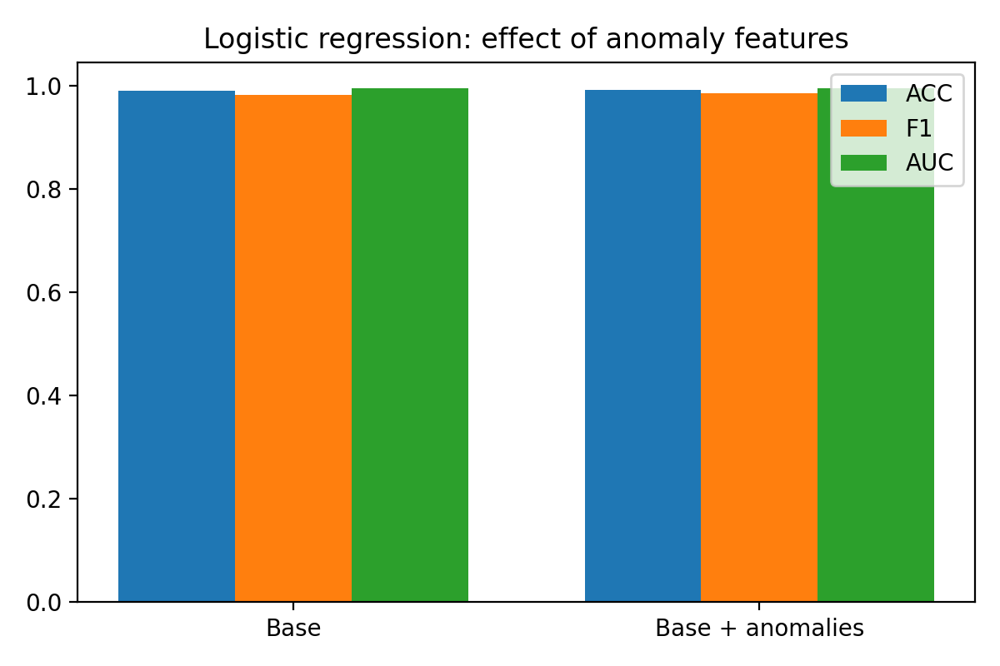 Logistic regression: effect of anomaly features
1.0
0.8
0.6
0.4
0.2
0.0
ACC
F1
AUC
Base
Base + anomalies